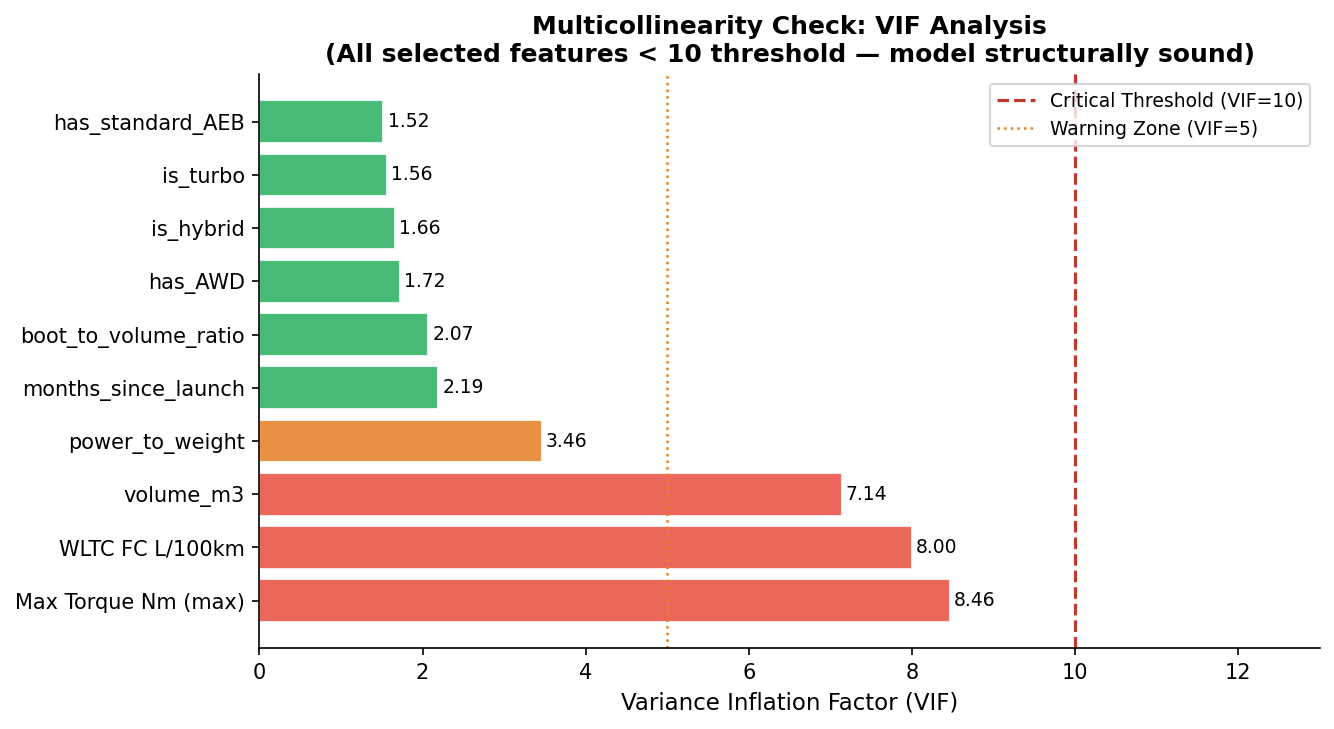 Multicollinearity Check: VIF Analysis
(All selected features < 10 threshold — model structurally sound)
Critical Threshold (VIF=10)
Warning Zone (VIF=5)
has_standard_AEB 1.52
is_turbo 1.56
is_hybrid 1.66
has_AWD 1.72
boot_to_volume_ratio 2.07
months_since_launch 2.19
power_to_weight 3.46
volume_m3 7.14
WLTC FC L/100km 8.00
Max Torque Nm (max) 8.46
0 2 4 6 8 10 12
Variance Inflation Factor (VIF)